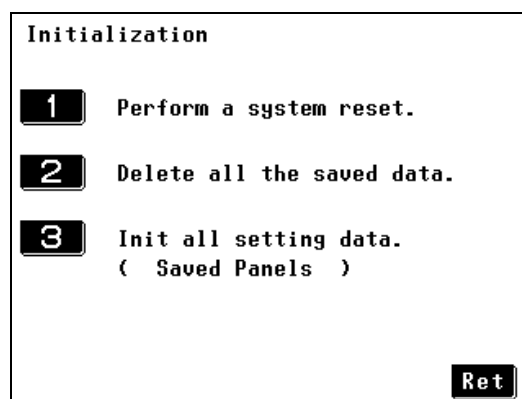 Initialization
1 Perform a system reset.
2 Delete all the saved data.
3 Init all setting data.
( Saved Panels )
Ret